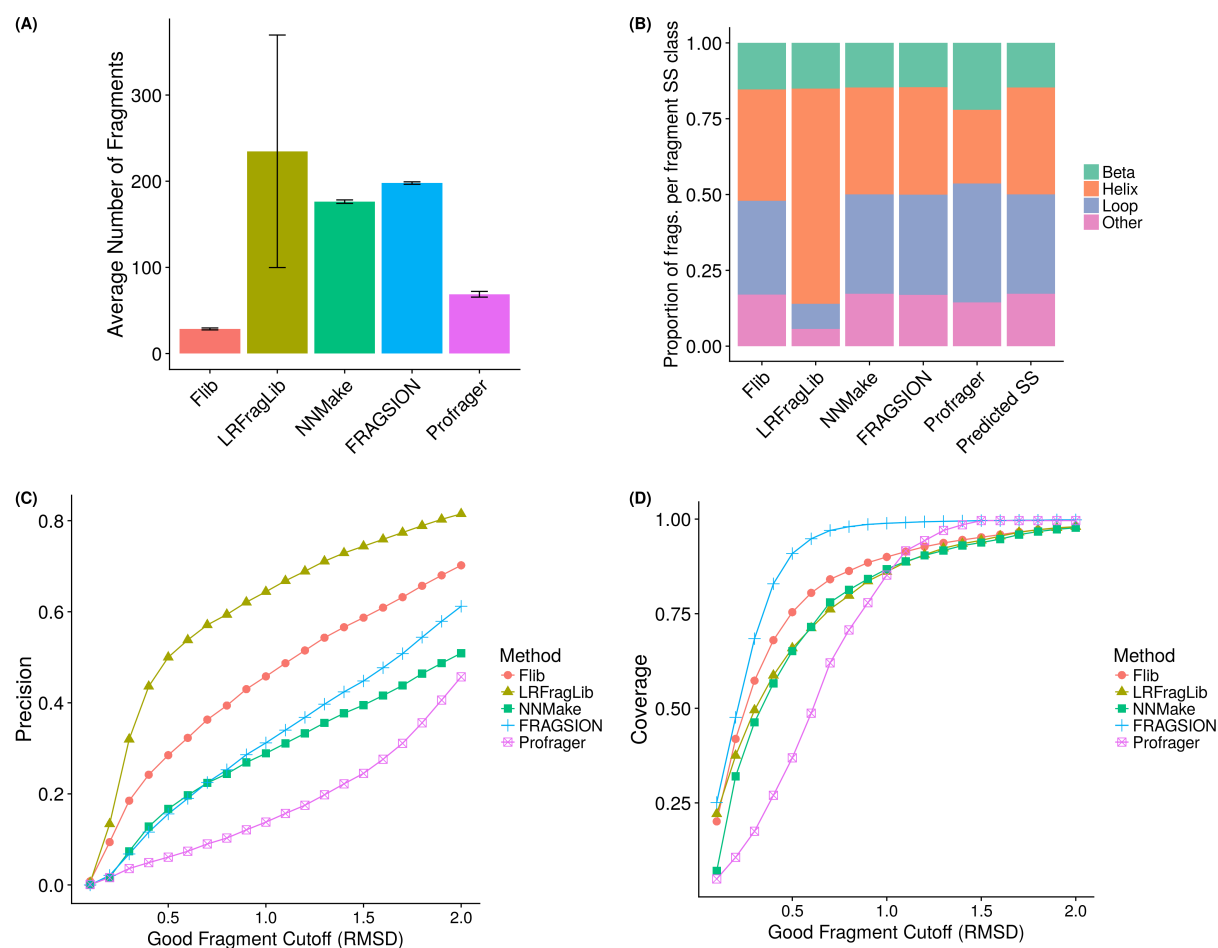 (A)
Average Number of Fragments
300
200
100
0
Flib
LRFragLib
NNMake
FRAGSION
Profrager
(B)
Proportion of frags. per fragment SS class
1.00
0.75
0.50
0.25
0.00
Flib
LRFragLib
NNMake
FRAGSION
Profrager
Predicted SS
Beta
Helix
Loop
Other
(C)
Precision
0.8
0.6
0.4
0.2
0.0
0.5
1.0
1.5
2.0
Good Fragment Cutoff (RMSD)
Method
Flib
LRFragLib
NNMake
FRAGSION
Profrager
(D)
Coverage
1.00
0.75
0.50
0.25
0.5
1.0
1.5
2.0
Good Fragment Cutoff (RMSD)
Method
Flib
LRFragLib
NNMake
FRAGSION
Profrager